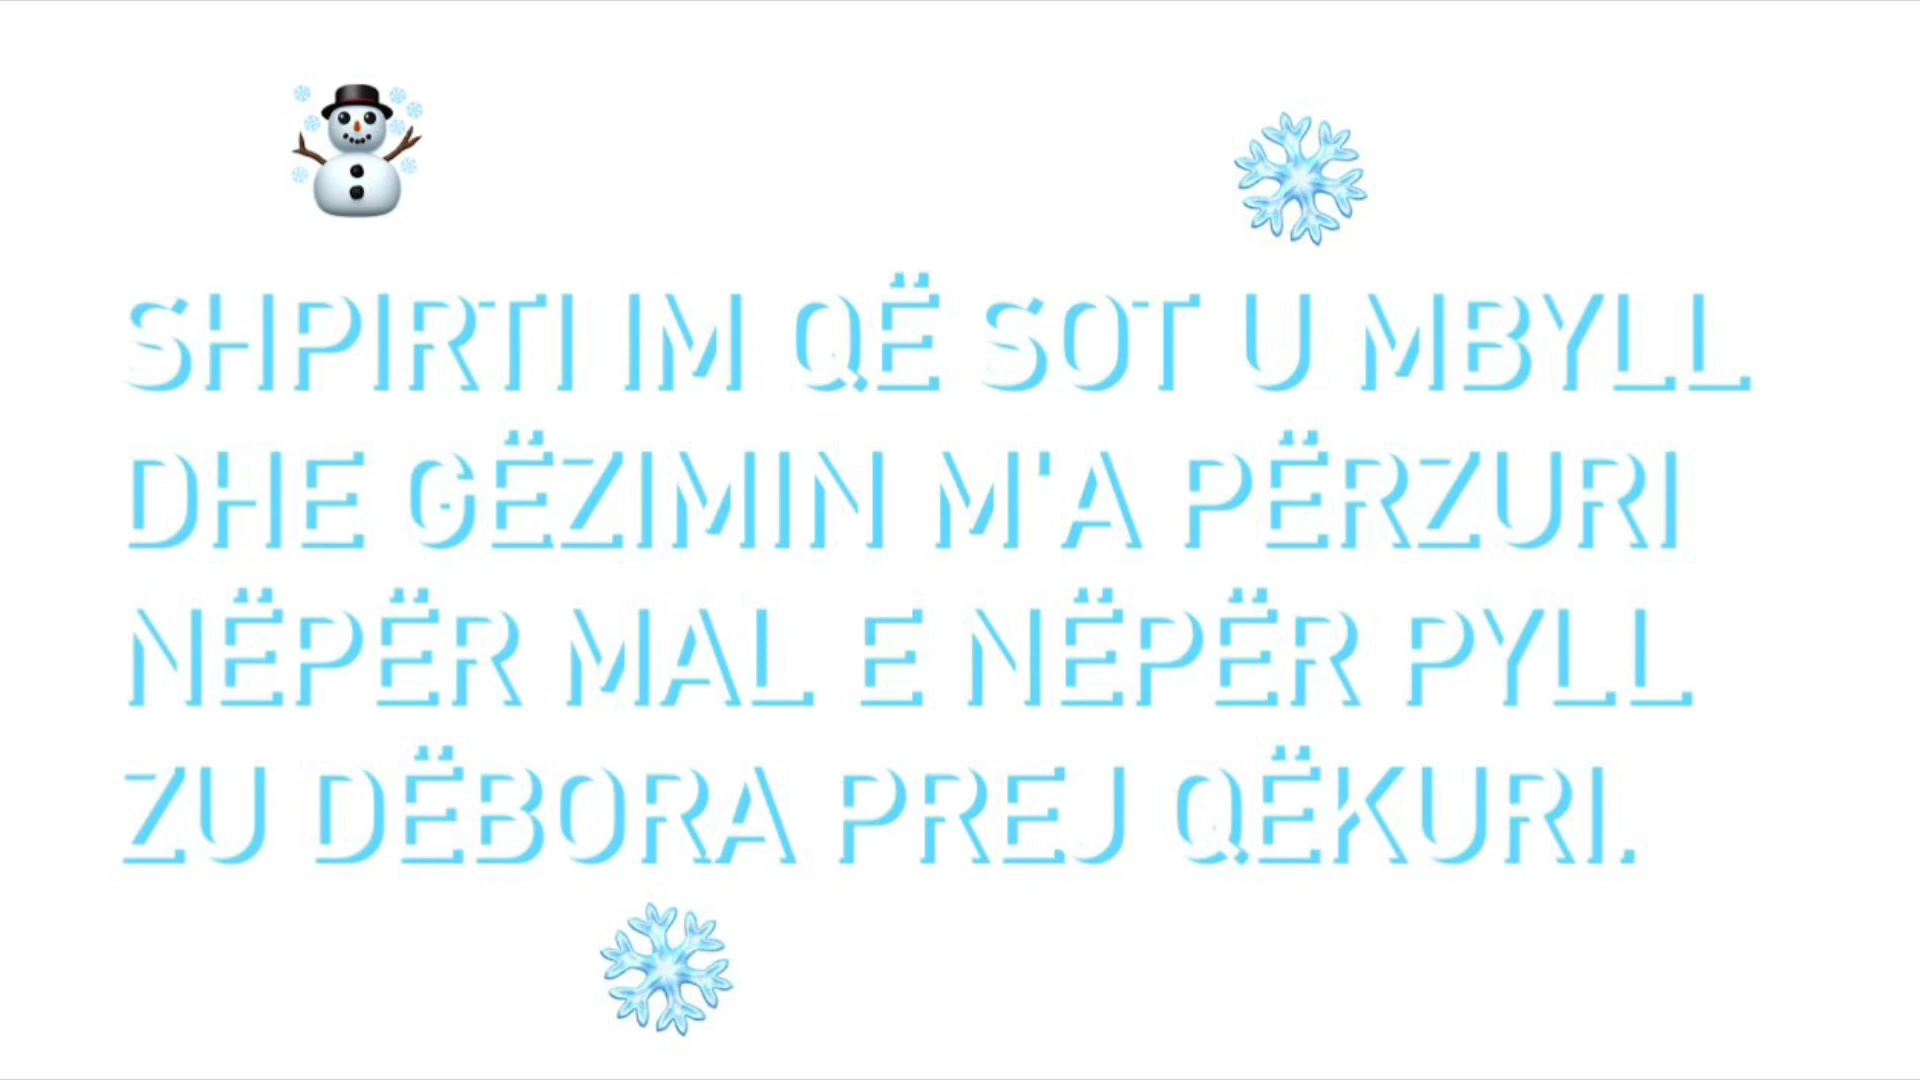 SHPIRTI IM QË SOT U MBYLL
DHE GËZIMIN M'A PËRZURI
NËPËR MAL E NËPËR PYLL
ZU DËBORA PREJ QËKURI.